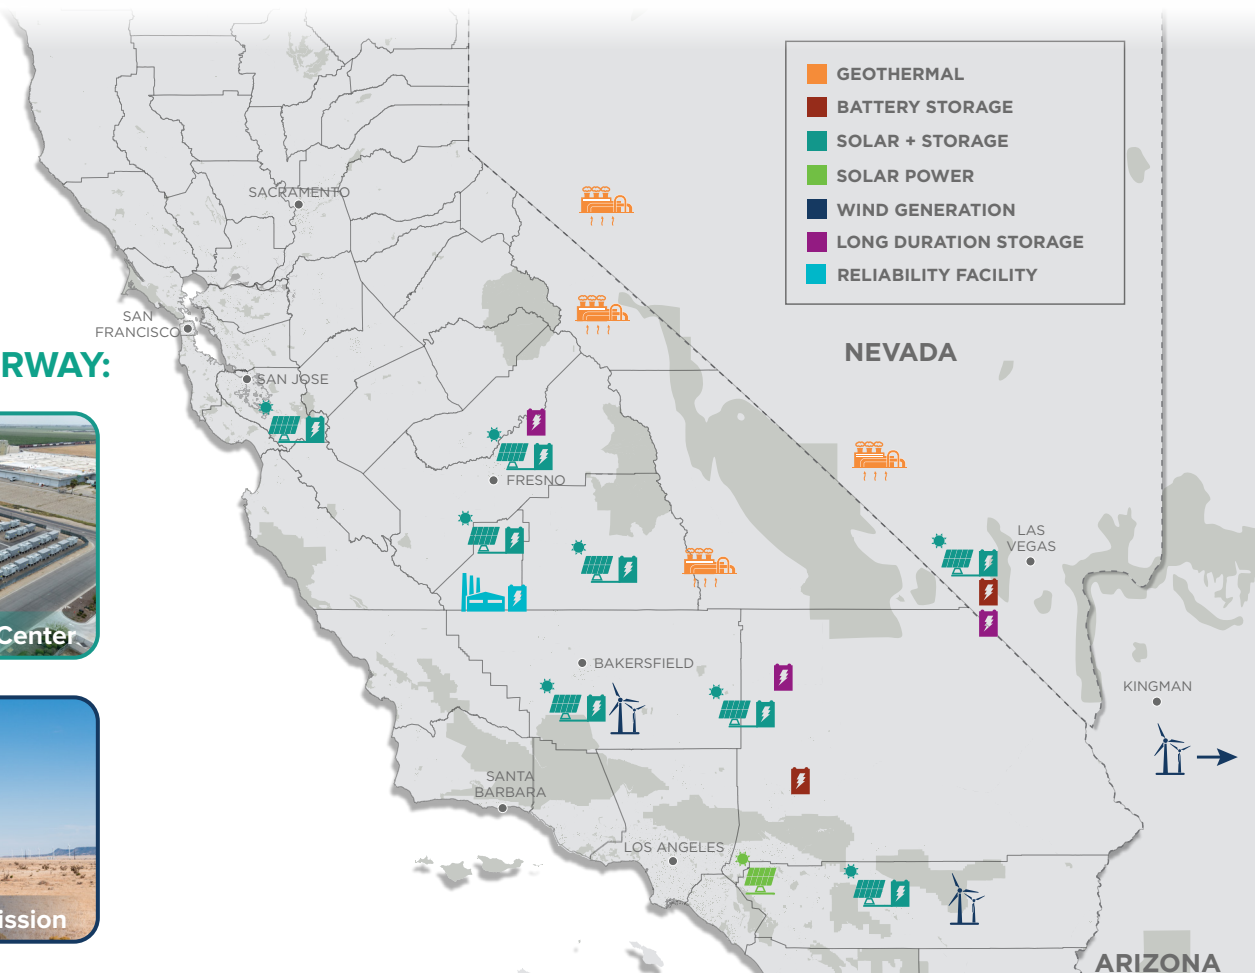 GEOTHERMAL
BATTERY STORAGE
SOLAR + STORAGE
SOLAR POWER
WIND GENERATION
LONG DURATION STORAGE
RELIABILITY FACILITY
SACRAMENTO
SAN
FRANCISCO
NEVADA
RWAY:
SAN JOSE
FRESNO
LAS
VEGAS
Center
BAKERSFIELD
KINGMAN
SANTA
BARBARA
LOS ANGELES
ission
ARIZONA